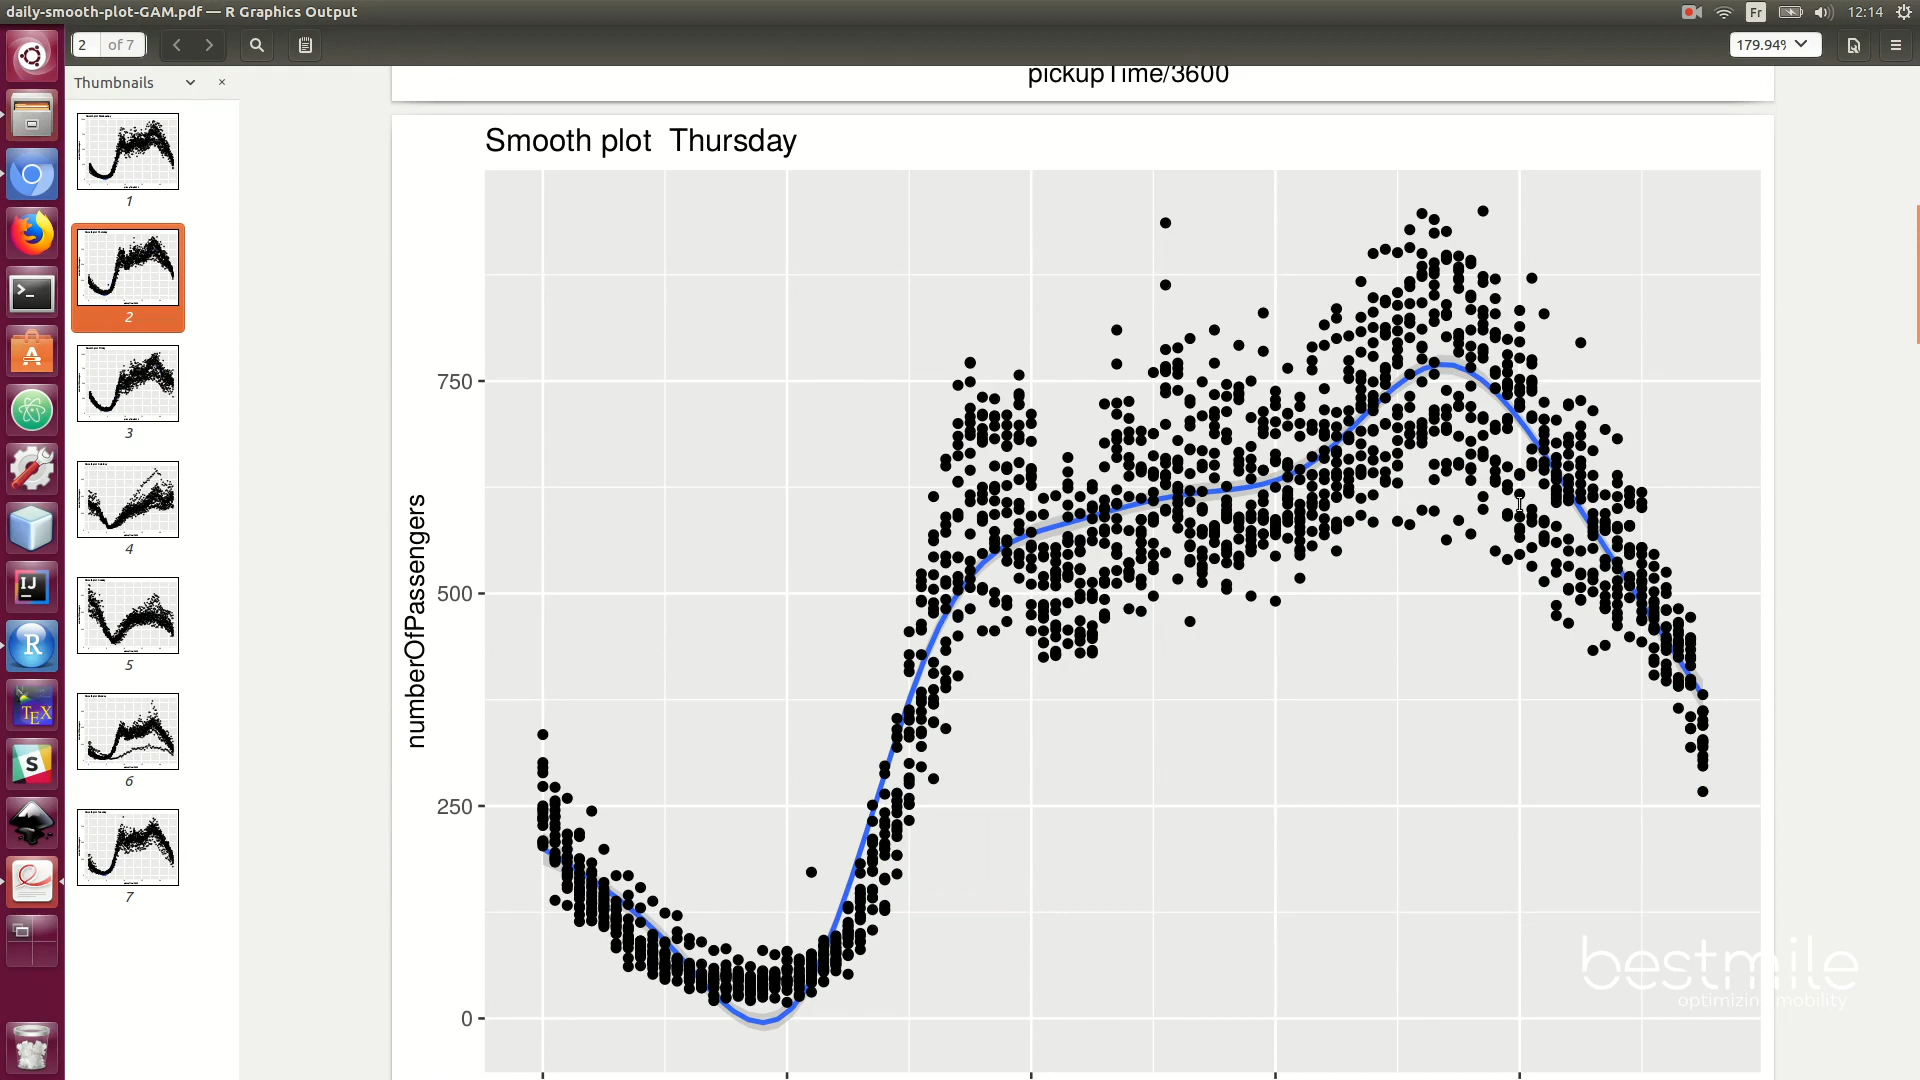 daily-smooth-plot-GAM.pdf — R Graphics Output
Fr
12:14
2
of 7
179.94%
Thumbnails
1
2
3
4
5
6
7
pickupTime/3600
Smooth plot  Thursday
numberOfPassengers
750
500
250
0
bestmile
optimizing mobility